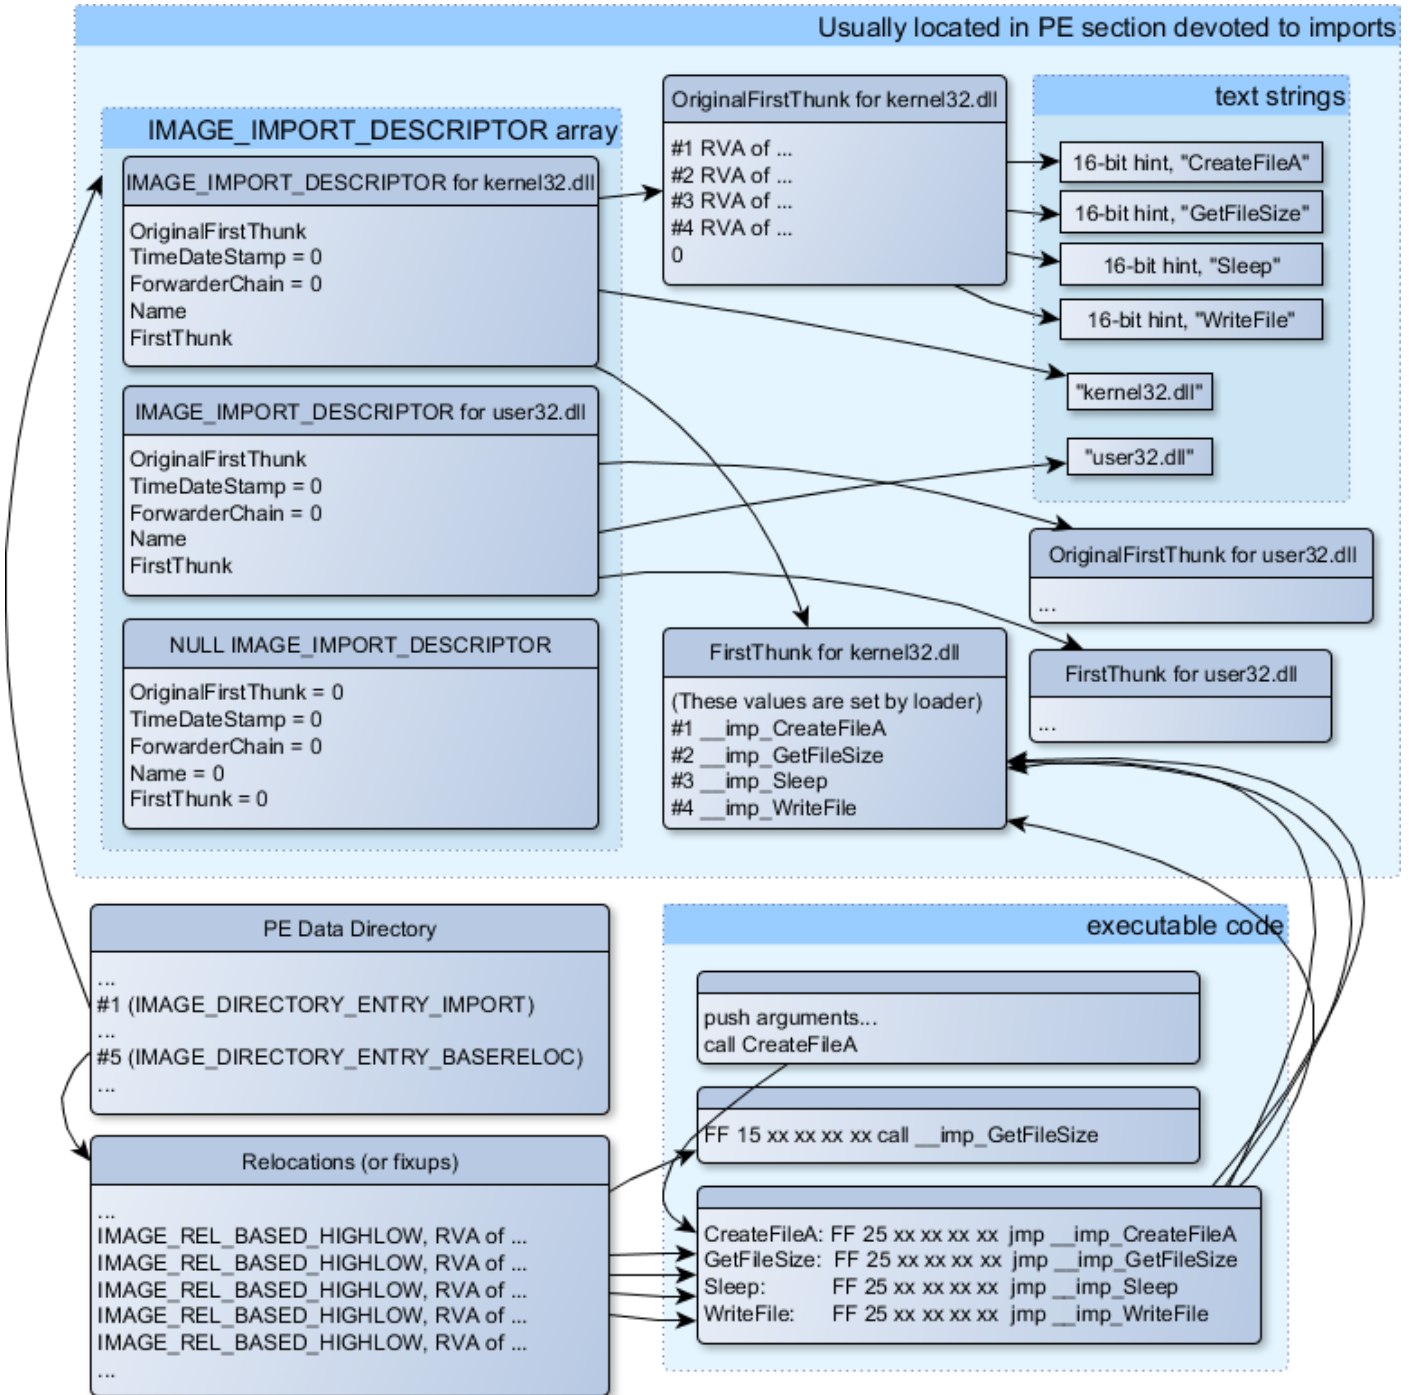 Usually located in PE section devoted to imports
IMAGE_IMPORT_DESCRIPTOR array
IMAGE_IMPORT_DESCRIPTOR for kernel32.dll
OriginalFirstThunk
TimeDateStamp = 0
ForwarderChain = 0
Name
FirstThunk
IMAGE_IMPORT_DESCRIPTOR for user32.dll
OriginalFirstThunk
TimeDateStamp = 0
ForwarderChain = 0
Name
FirstThunk
NULL IMAGE_IMPORT_DESCRIPTOR
OriginalFirstThunk = 0
TimeDateStamp = 0
ForwarderChain = 0
Name = 0
FirstThunk = 0
OriginalFirstThunk for kernel32.dll
#1 RVA of ...
#2 RVA of ...
#3 RVA of ...
#4 RVA of ...
0
text strings
16-bit hint, "CreateFileA"
16-bit hint, "GetFileSize"
16-bit hint, "Sleep"
16-bit hint, "WriteFile"
"kernel32.dll"
"user32.dll"
OriginalFirstThunk for user32.dll
...
FirstThunk for user32.dll
...
FirstThunk for kernel32.dll
(These values are set by loader)
#1 __imp_CreateFileA
#2 __imp_GetFileSize
#3 __imp_Sleep
#4 __imp_WriteFile
PE Data Directory
...
#1 (IMAGE_DIRECTORY_ENTRY_IMPORT)
...
#5 (IMAGE_DIRECTORY_ENTRY_BASERELOC)
...
Relocations (or fixups)
...
IMAGE_REL_BASED_HIGHLOW, RVA of ...
IMAGE_REL_BASED_HIGHLOW, RVA of ...
IMAGE_REL_BASED_HIGHLOW, RVA of ...
IMAGE_REL_BASED_HIGHLOW, RVA of ...
IMAGE_REL_BASED_HIGHLOW, RVA of ...
...
executable code
push arguments...
call CreateFileA
FF 15 xx xx xx xx call __imp_GetFileSize
CreateFileA: FF 25 xx xx xx xx jmp __imp_CreateFileA
GetFileSize: FF 25 xx xx xx xx jmp __imp_GetFileSize
Sleep: FF 25 xx xx xx xx jmp __imp_Sleep
WriteFile: FF 25 xx xx xx xx jmp __imp_WriteFile